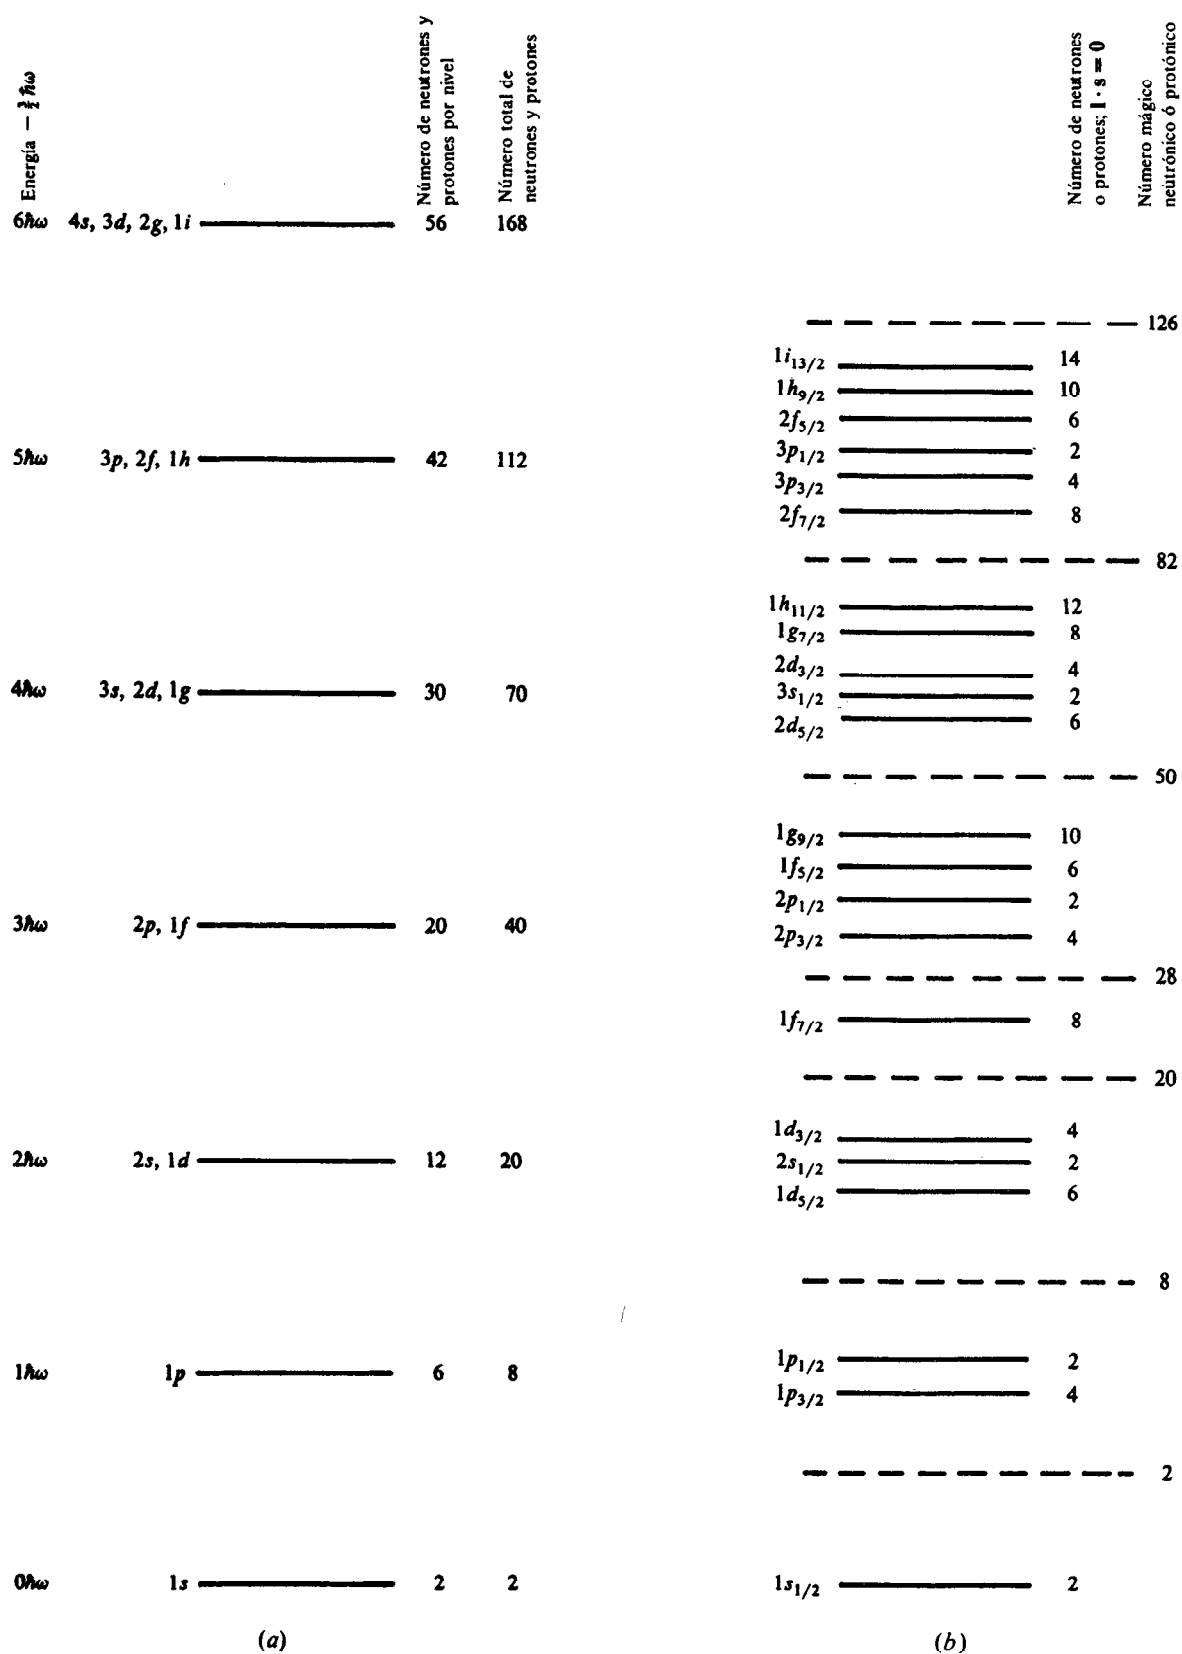 Energía − 3/2 ℏω
Número de neutrones y
protones por nivel
Número total de
neutrones y protones
Número de neutrones
o protones; l · s = 0
Número mágico
neutrónico ó protónico
6ℏω 4s, 3d, 2g, 1i 56 168
126
1i13/2 14
1h9/2 10
2f5/2 6
5ℏω 3p, 2f, 1h 42 112
3p1/2 2
3p3/2 4
2f7/2 8
82
1h11/2 12
1g7/2 8
2d3/2 4
4ℏω 3s, 2d, 1g 30 70
3s1/2 2
2d5/2 6
50
1g9/2 10
1f5/2 6
2p1/2 2
3ℏω 2p, 1f 20 40
2p3/2 4
28
1f7/2 8
20
1d3/2 4
2ℏω 2s, 1d 12 20
2s1/2 2
1d5/2 6
8
1ℏω 1p 6 8
1p1/2 2
1p3/2 4
2
0ℏω 1s 2 2
1s1/2 2
(a)
(b)